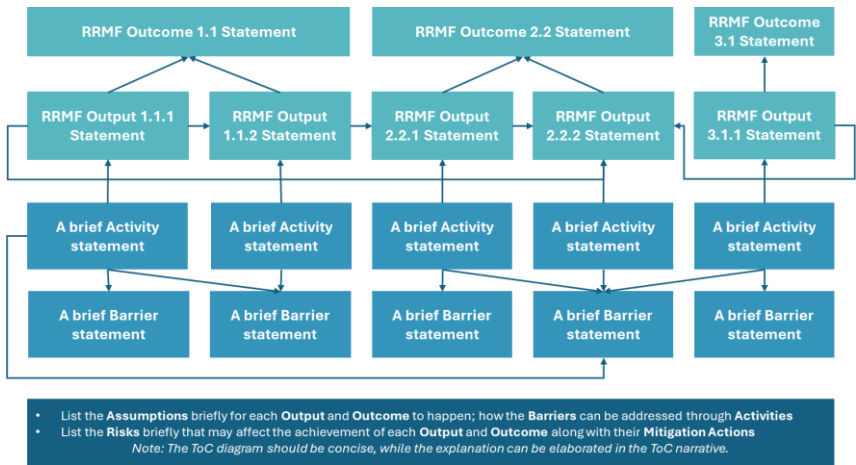 RRMF Outcome 1.1 Statement
RRMF Outcome 2.2 Statement
RRMF Outcome
3.1 Statement
RRMF Output 1.1.1
Statement
RRMF Output
1.1.2 Statement
RRMF Output
2.2.1 Statement
RRMF Output
2.2.2 Statement
RRMF Output
3.1.1 Statement
A brief Activity
statement
A brief Activity
statement
A brief Activity
statement
A brief Activity
statement
A brief Activity
statement
A brief Barrier
statement
A brief Barrier
statement
A brief Barrier
statement
A brief Barrier
statement
A brief Barrier
statement
• List the Assumptions briefly for each Output and Outcome to happen; how the Barriers can be addressed through Activities
• List the Risks briefly that may affect the achievement of each Output and Outcome along with their Mitigation Actions
Note: The ToC diagram should be concise, while the explanation can be elaborated in the ToC narrative.